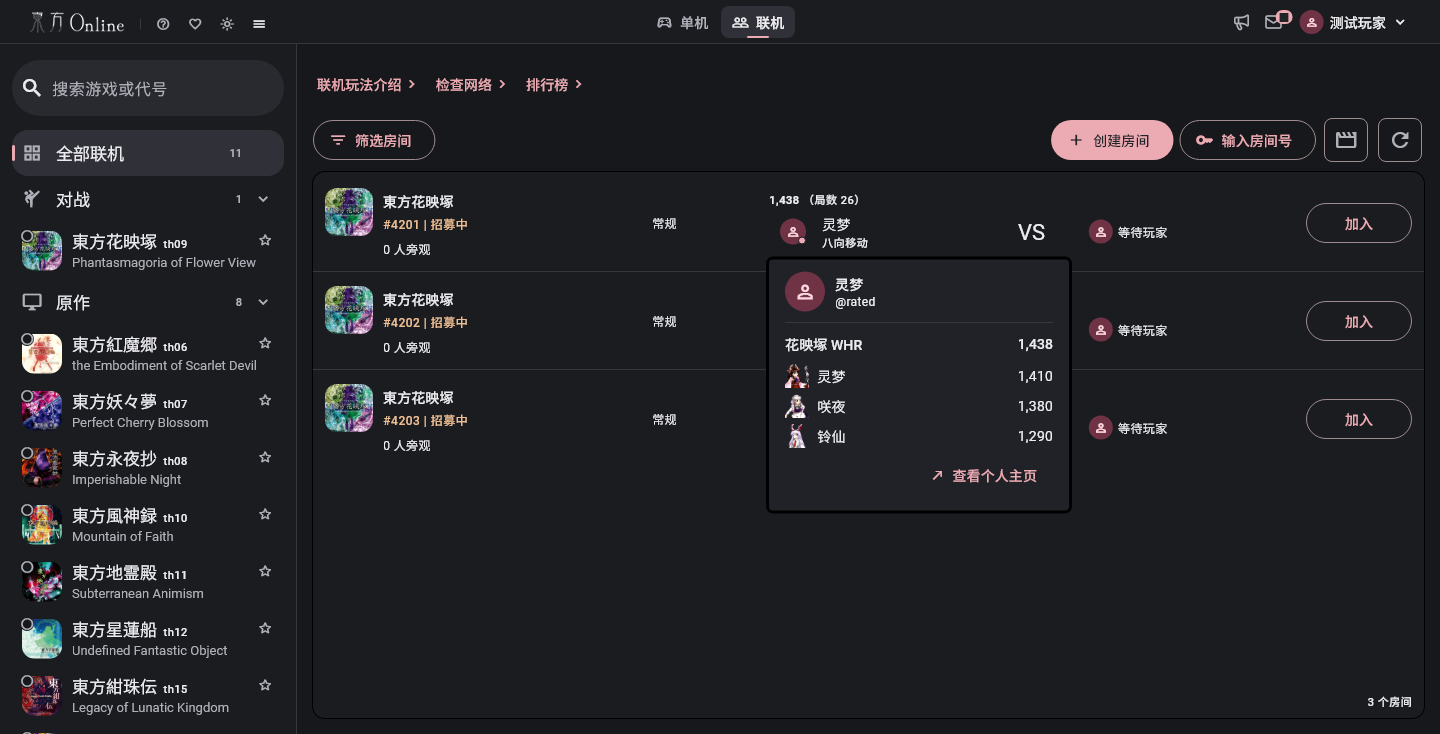 東方Online
单机
联机
测试玩家
搜索游戏或代号
全部联机 11
对战 1
東方花映塚 th09
Phantasmagoria of Flower View
原作 8
東方紅魔郷 th06
the Embodiment of Scarlet Devil
東方妖々夢 th07
Perfect Cherry Blossom
東方永夜抄 th08
Imperishable Night
東方風神録 th10
Mountain of Faith
東方地霊殿 th11
Subterranean Animism
東方星蓮船 th12
Undefined Fantastic Object
東方紺珠伝 th15
Legacy of Lunatic Kingdom
联机玩法介绍
检查网络
排行榜
筛选房间
创建房间
输入房间号
東方花映塚
#4201 | 招募中
0 人旁观
常规
1,438 （局数 26）
灵梦
八向移动
VS
等待玩家
加入
東方花映塚
#4202 | 招募中
0 人旁观
常规
等待玩家
加入
東方花映塚
#4203 | 招募中
0 人旁观
常规
等待玩家
加入
灵梦
@rated
花映塚 WHR 1,438
灵梦 1,410
咲夜 1,380
铃仙 1,290
查看个人主页
3 个房间